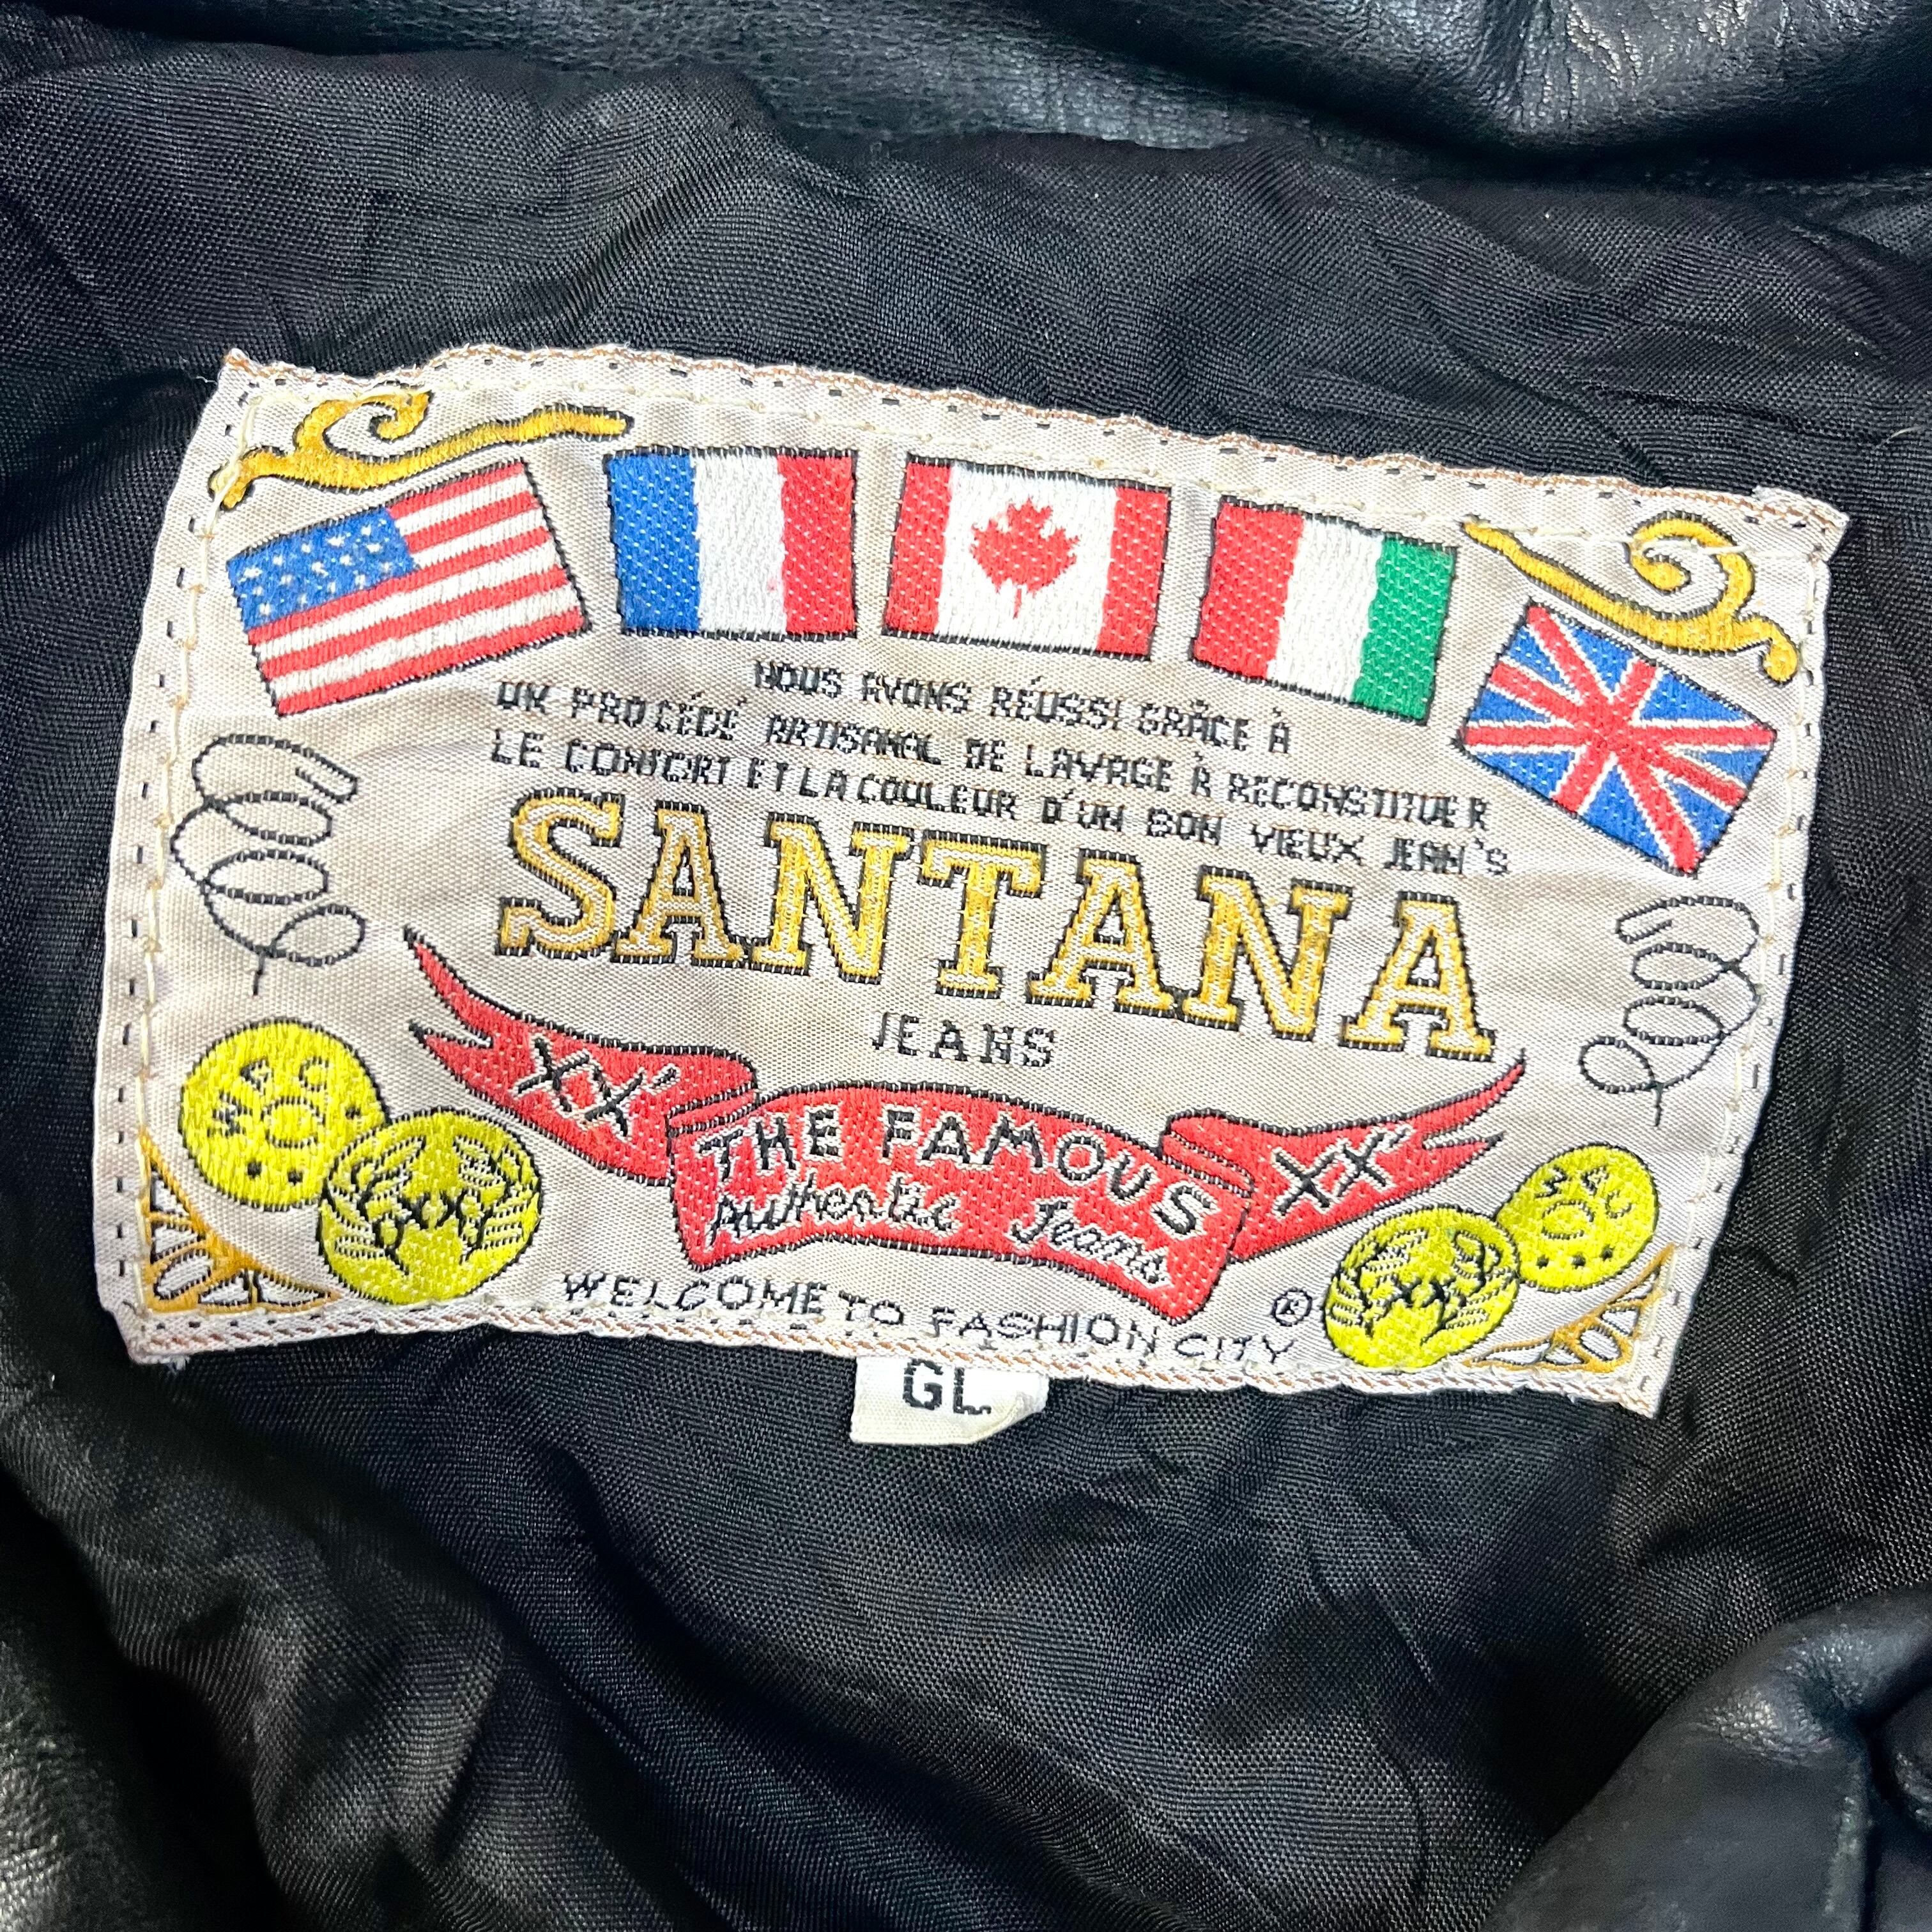 NOUS AVONS RÉUSSI GRÂCE À
UN PROCÉDÉ ARTISANAL DE LAVAGE À RECONSTITUER
LE CONFORT ET LA COULEUR D'UN BON VIEUX JEAN'S
SANTANA
JEANS
XX' THE FAMOUS XX'
Authentic Jeans
WELCOME TO FASHION CITY ®
GL